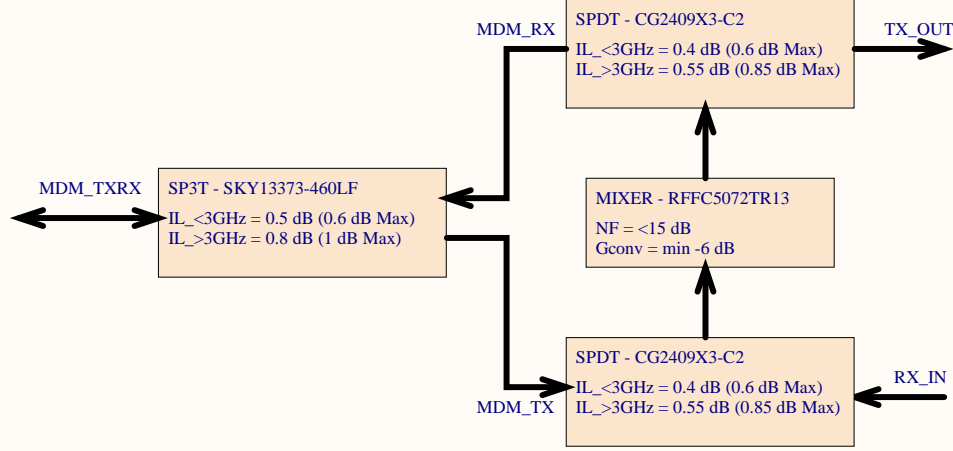 SPDT - CG2409X3-C2
MDM_RX
TX_OUT
IL_<3GHz = 0.4 dB (0.6 dB Max)
IL_>3GHz = 0.55 dB (0.85 dB Max)
MDM_TXRX
SP3T - SKY13373-460LF
IL_<3GHz = 0.5 dB (0.6 dB Max)
IL_>3GHz = 0.8 dB (1 dB Max)
MIXER - RFFC5072TR13
NF = <15 dB
Gconv = min -6 dB
SPDT - CG2409X3-C2
IL_<3GHz = 0.4 dB (0.6 dB Max)
IL_>3GHz = 0.55 dB (0.85 dB Max)
RX_IN
MDM_TX